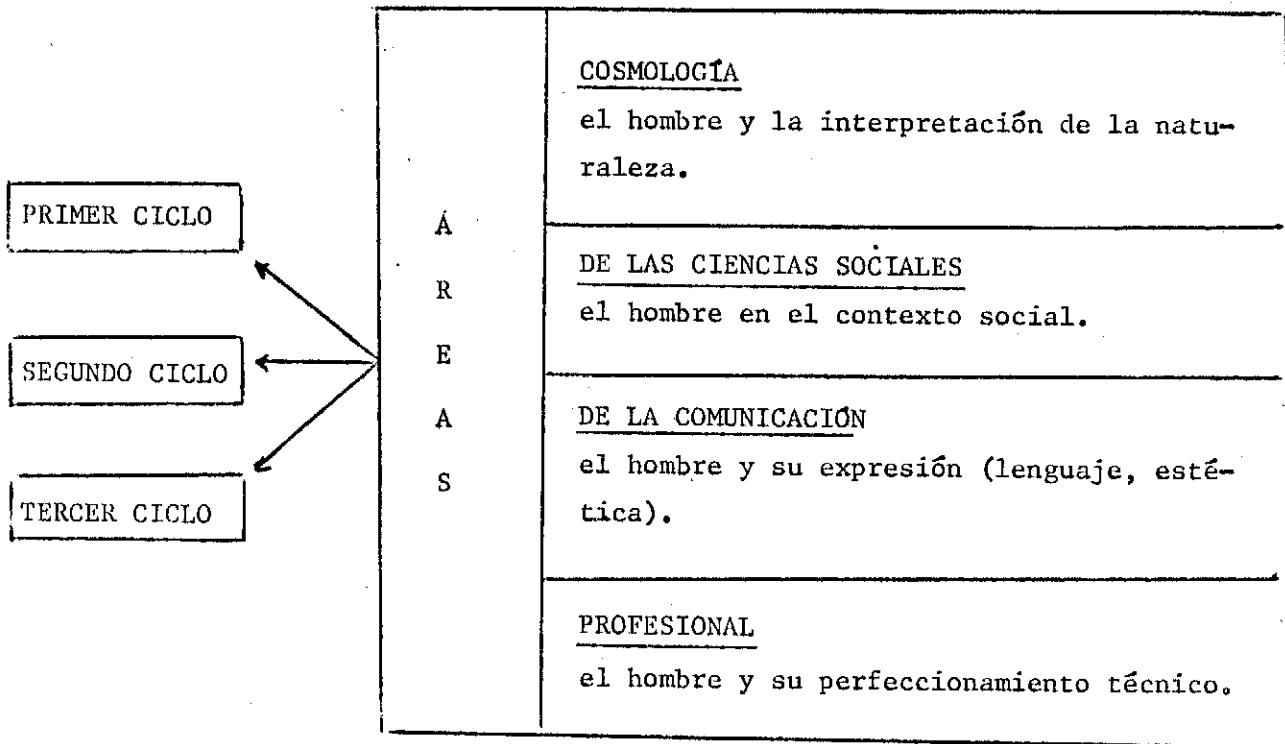 PRIMER CICLO
SEGUNDO CICLO
TERCER CICLO
Á
R
E
A
S
COSMOLOGÍA
el hombre y la interpretación de la natu-
raleza.
DE LAS CIENCIAS SOCIALES
el hombre en el contexto social.
DE LA COMUNICACIÓN
el hombre y su expresión (lenguaje, esté-
tica).
PROFESIONAL
el hombre y su perfeccionamiento técnico.